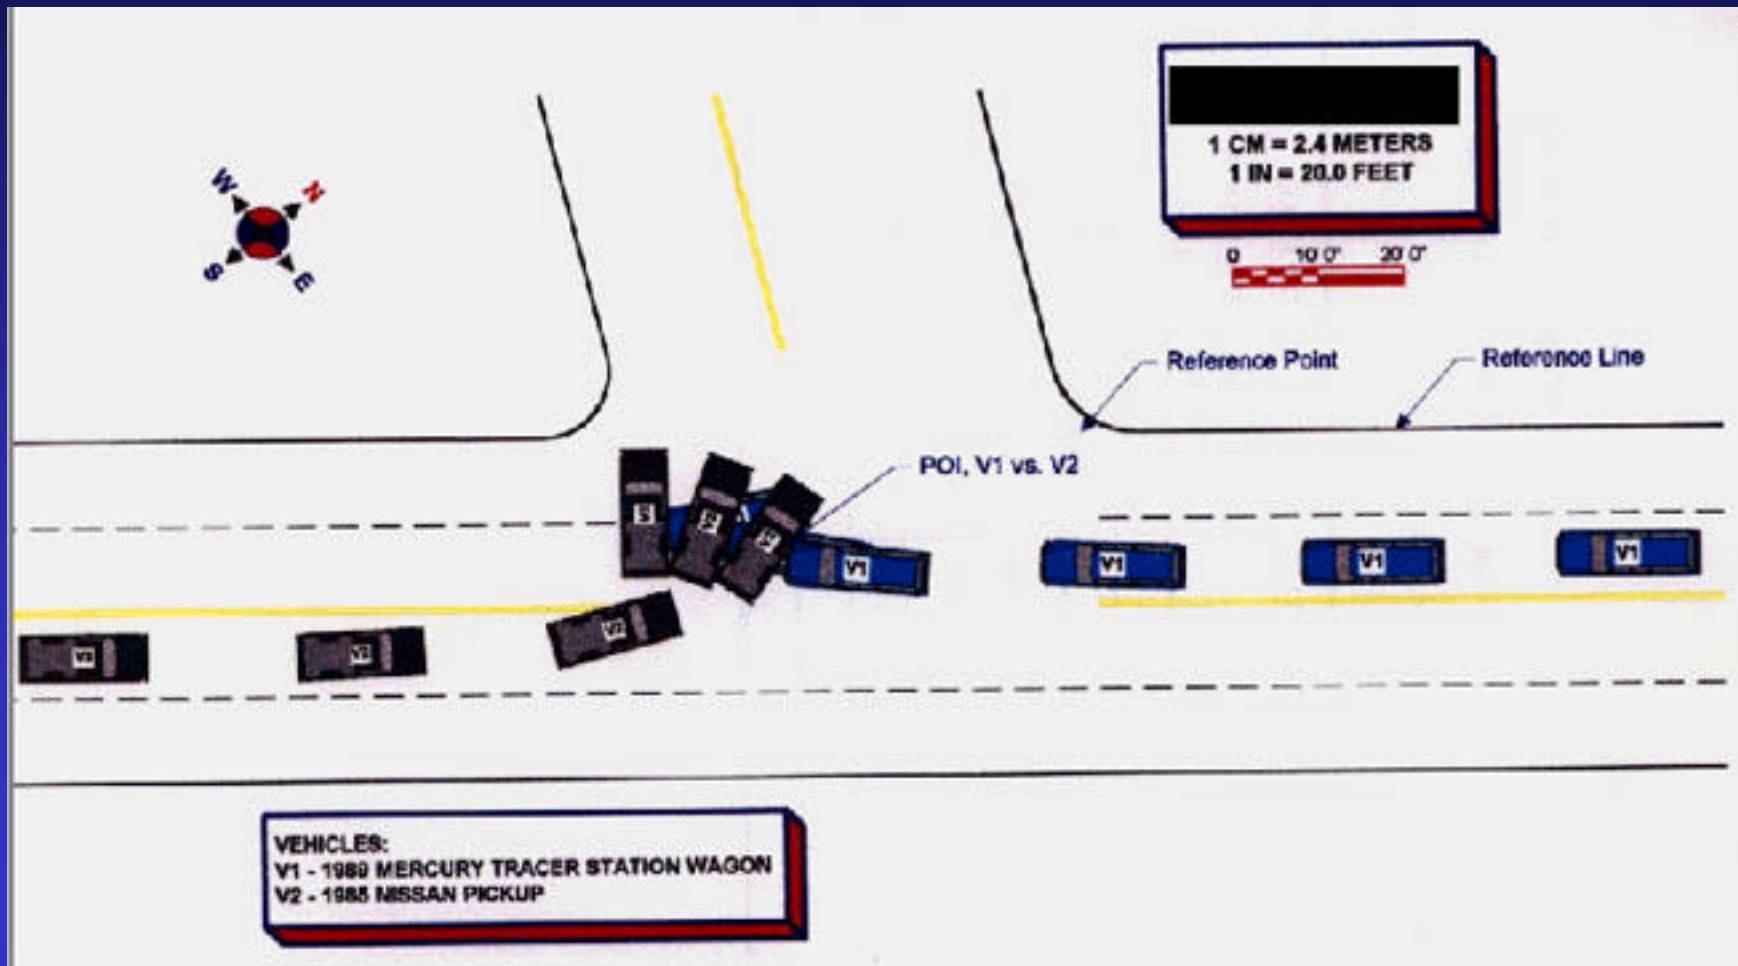 1 CM = 2.4 METERS
1 IN = 20.0 FEET
W
N
S
E
0 10'0" 20'0"
Reference Point
Reference Line
POI, V1 vs. V2
V1
V1
V1
V1
V2
V2
V2
V2
VEHICLES:
V1 - 1989 MERCURY TRACER STATION WAGON
V2 - 1985 NISSAN PICKUP